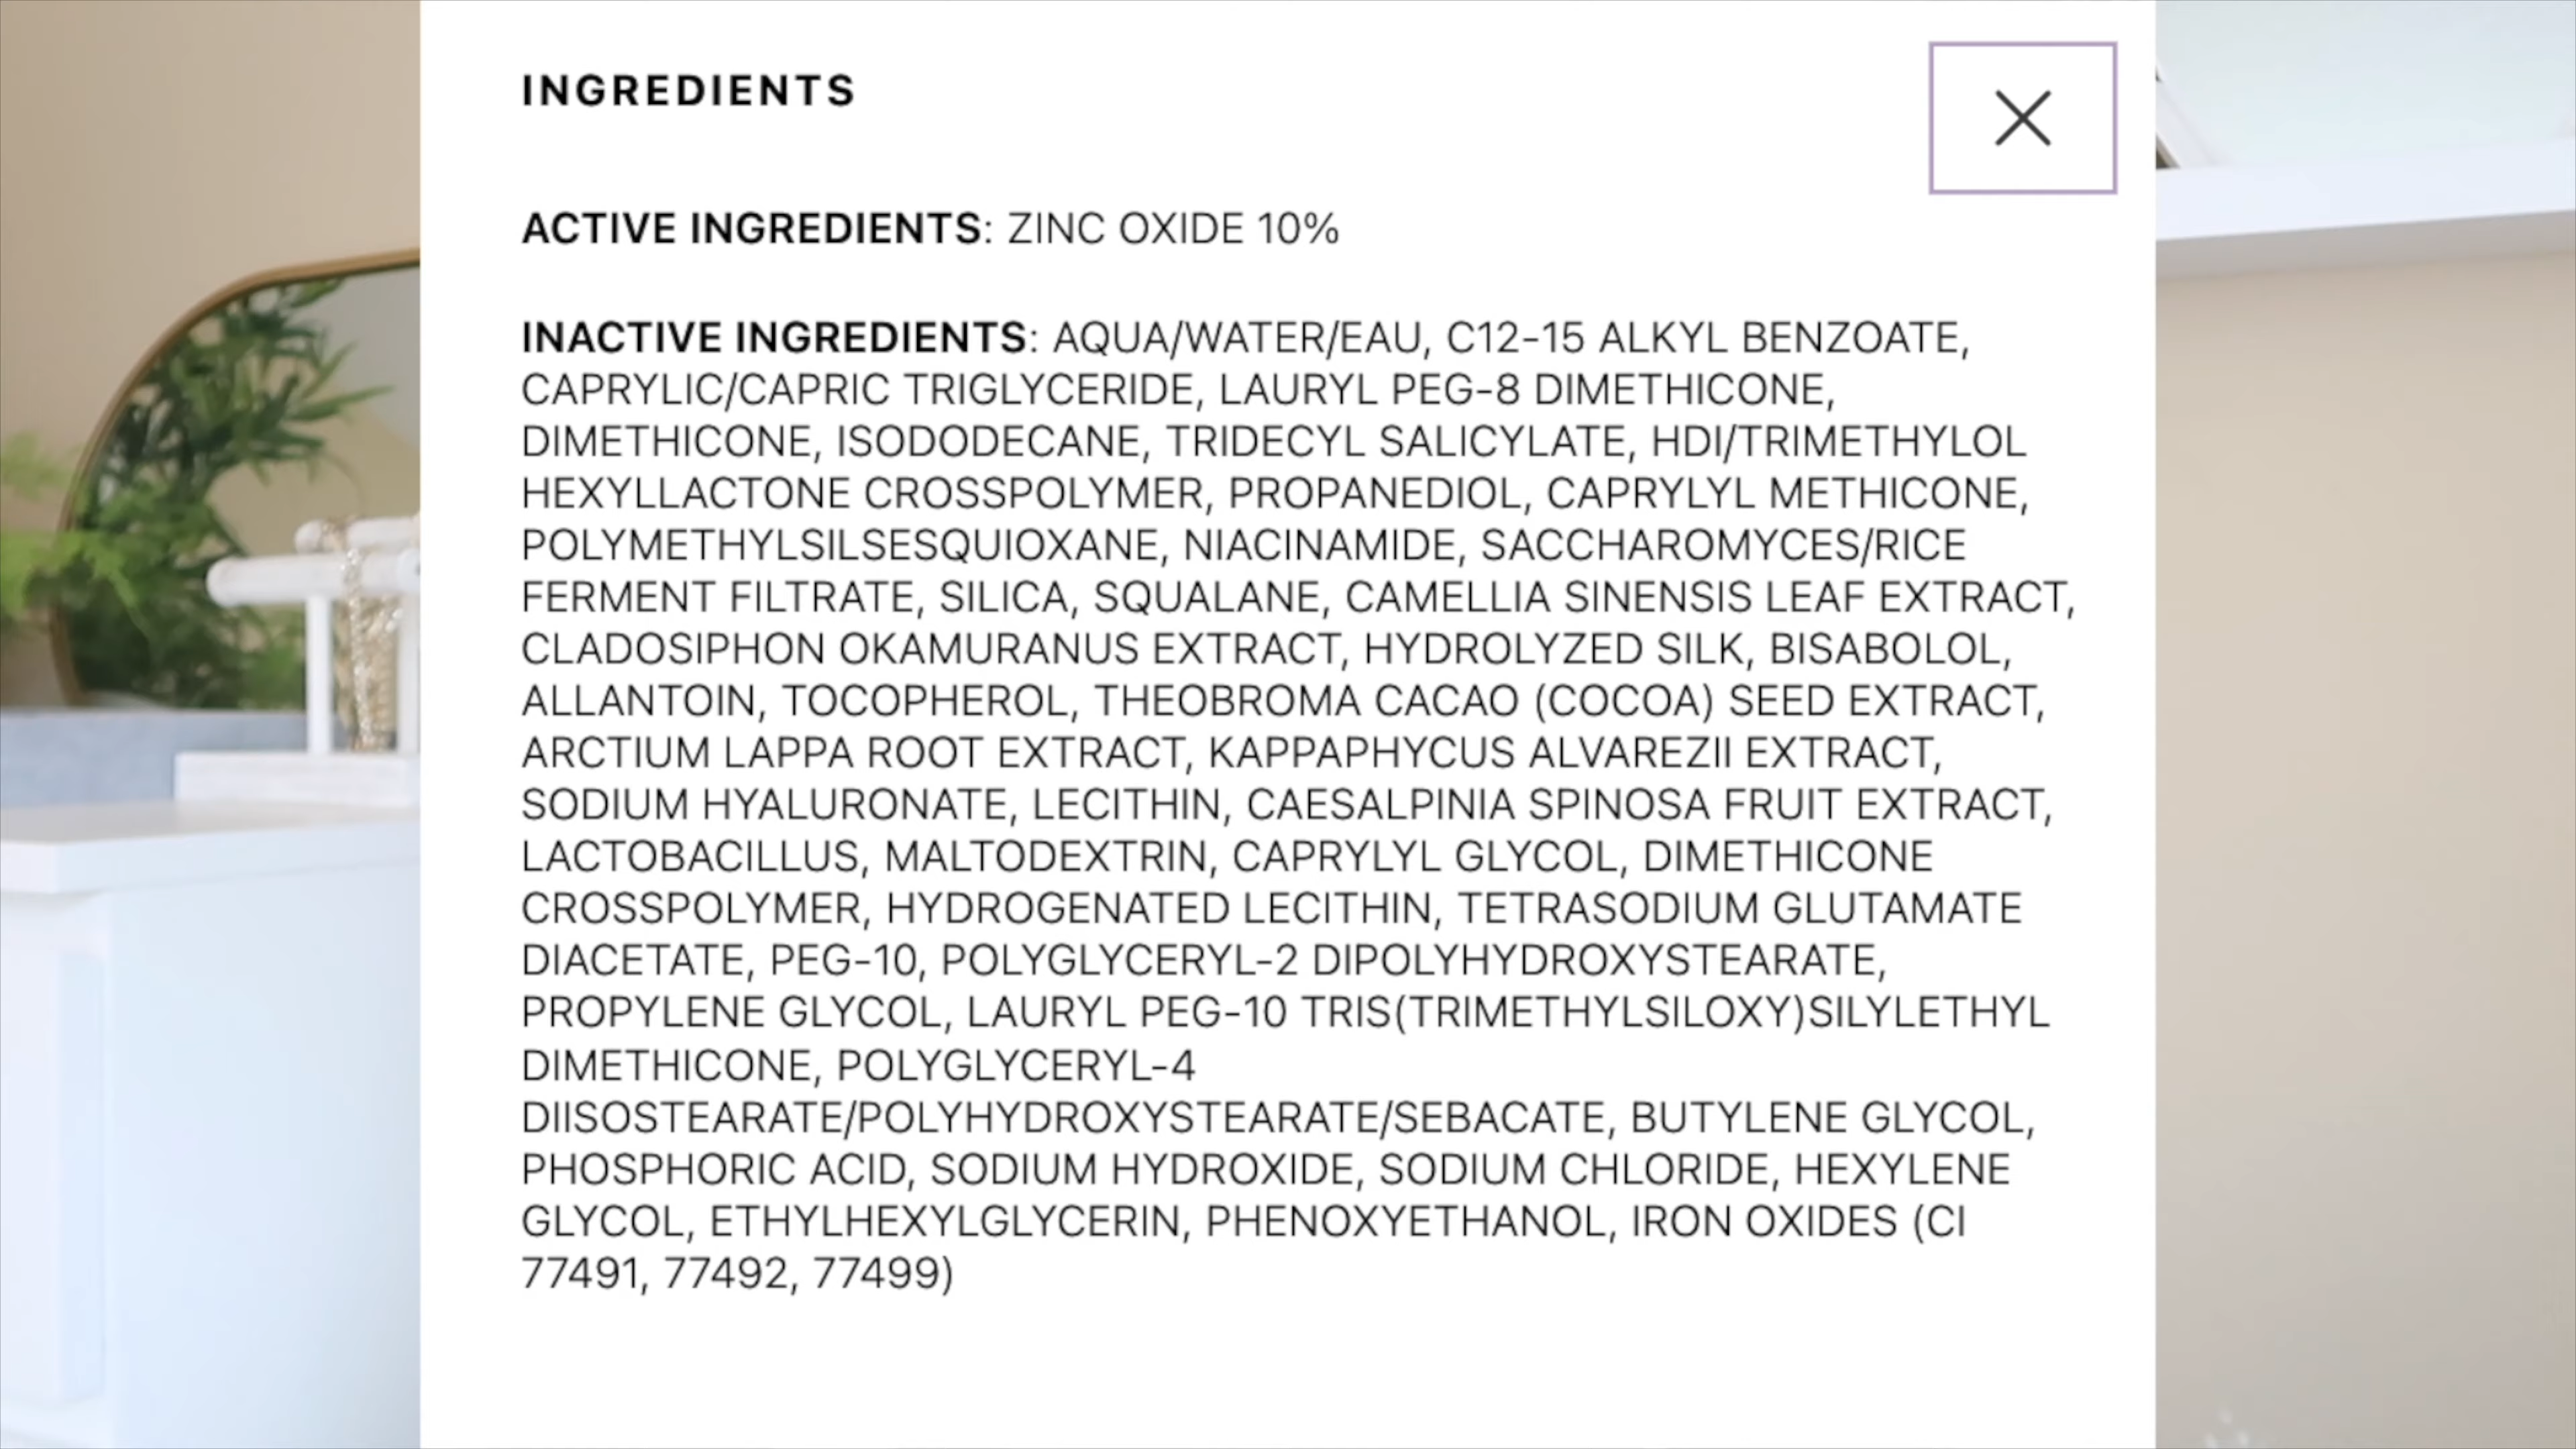 INGREDIENTS
ACTIVE INGREDIENTS: ZINC OXIDE 10%
INACTIVE INGREDIENTS: AQUA/WATER/EAU, C12-15 ALKYL BENZOATE,
CAPRYLIC/CAPRIC TRIGLYCERIDE, LAURYL PEG-8 DIMETHICONE,
DIMETHICONE, ISODODECANE, TRIDECYL SALICYLATE, HDI/TRIMETHYLOL
HEXYLLACTONE CROSSPOLYMER, PROPANEDIOL, CAPRYLYL METHICONE,
POLYMETHYLSILSESQUIOXANE, NIACINAMIDE, SACCHAROMYCES/RICE
FERMENT FILTRATE, SILICA, SQUALANE, CAMELLIA SINENSIS LEAF EXTRACT,
CLADOSIPHON OKAMURANUS EXTRACT, HYDROLYZED SILK, BISABOLOL,
ALLANTOIN, TOCOPHEROL, THEOBROMA CACAO (COCOA) SEED EXTRACT,
ARCTIUM LAPPA ROOT EXTRACT, KAPPAPHYCUS ALVAREZII EXTRACT,
SODIUM HYALURONATE, LECITHIN, CAESALPINIA SPINOSA FRUIT EXTRACT,
LACTOBACILLUS, MALTODEXTRIN, CAPRYLYL GLYCOL, DIMETHICONE
CROSSPOLYMER, HYDROGENATED LECITHIN, TETRASODIUM GLUTAMATE
DIACETATE, PEG-10, POLYGLYCERYL-2 DIPOLYHYDROXYSTEARATE,
PROPYLENE GLYCOL, LAURYL PEG-10 TRIS(TRIMETHYLSILOXY)SILYLETHYL
DIMETHICONE, POLYGLYCERYL-4
DIISOSTEARATE/POLYHYDROXYSTEARATE/SEBACATE, BUTYLENE GLYCOL,
PHOSPHORIC ACID, SODIUM HYDROXIDE, SODIUM CHLORIDE, HEXYLENE
GLYCOL, ETHYLHEXYLGLYCERIN, PHENOXYETHANOL, IRON OXIDES (CI
77491, 77492, 77499)